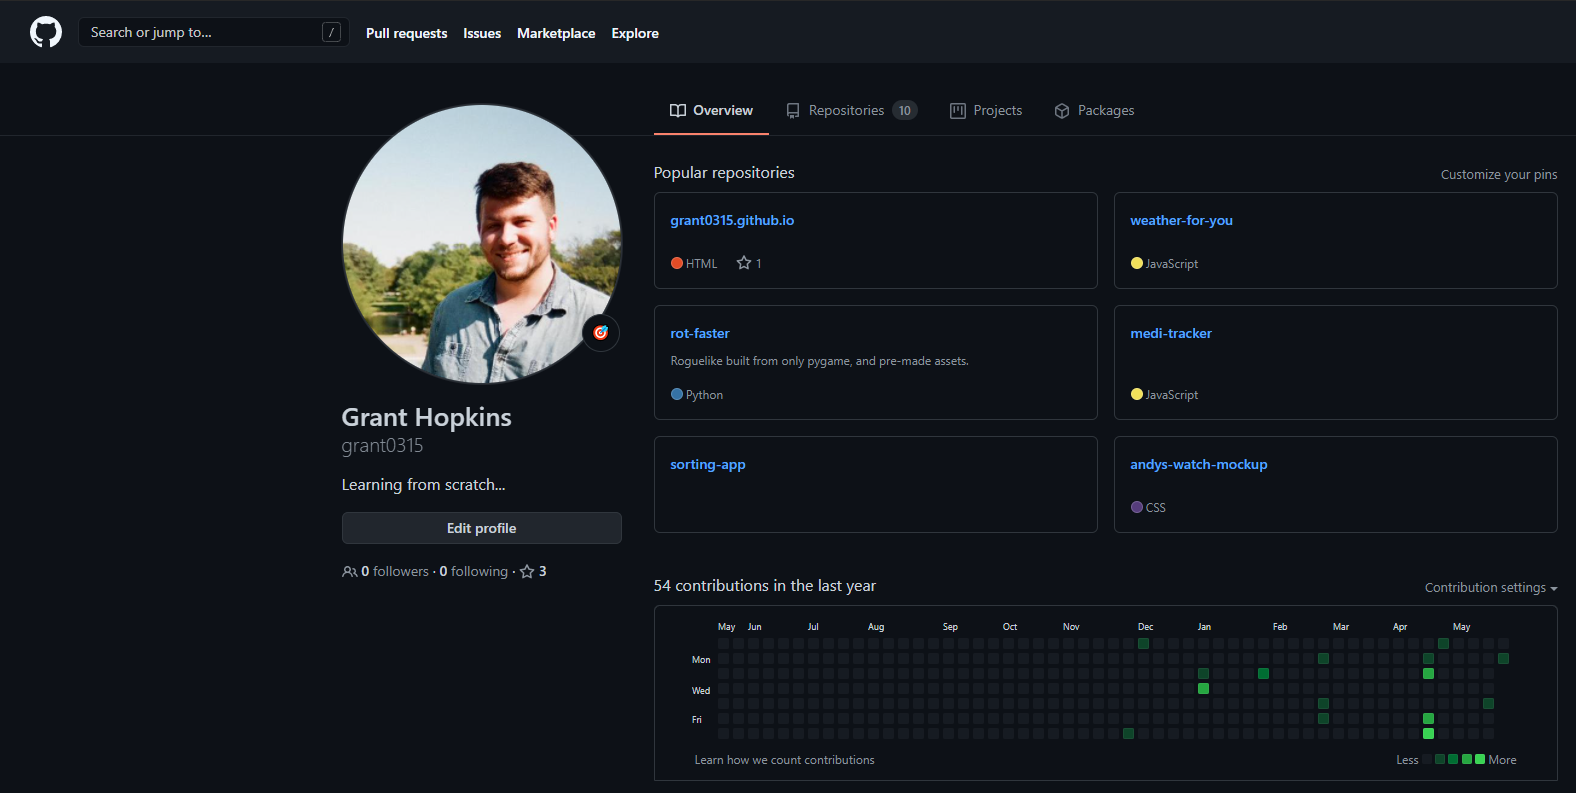 Search or jump to...
/
Pull requests Issues Marketplace Explore
Overview Repositories 10 Projects Packages
Grant Hopkins
grant0315
Learning from scratch...
Edit profile
0 followers · 0 following · 3
Popular repositories
Customize your pins
grant0315.github.io
HTML 1
weather-for-you
JavaScript
rot-faster
Roguelike built from only pygame, and pre-made assets.
Python
medi-tracker
JavaScript
sorting-app
andys-watch-mockup
CSS
54 contributions in the last year
Contribution settings
May Jun Jul Aug Sep Oct Nov Dec Jan Feb Mar Apr May
Mon
Wed
Fri
Learn how we count contributions
Less More